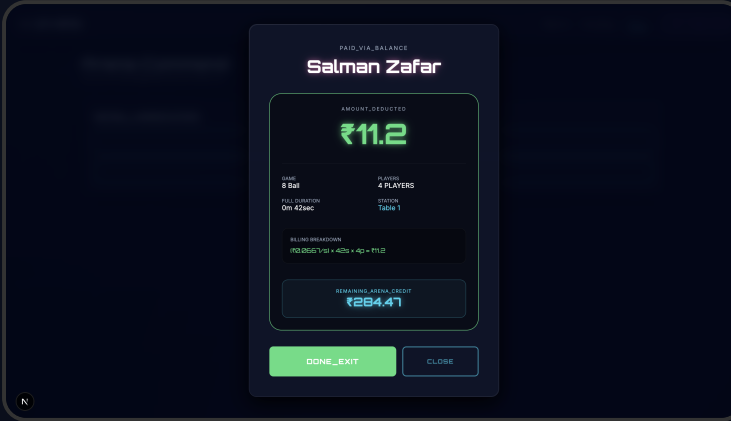 PAID_VIA_BALANCE
Salman Zafar
AMOUNT_DEDUCTED
₹11.2
GAME
8 Ball
PLAYERS
4 PLAYERS
FULL DURATION
0m 42sec
STATION
Table 1
BILLING BREAKDOWN
(₹0.0667/s) × 42s × 4p = ₹11.2
REMAINING_ARENA_CREDIT
₹284.47
DONE_EXIT
CLOSE
N